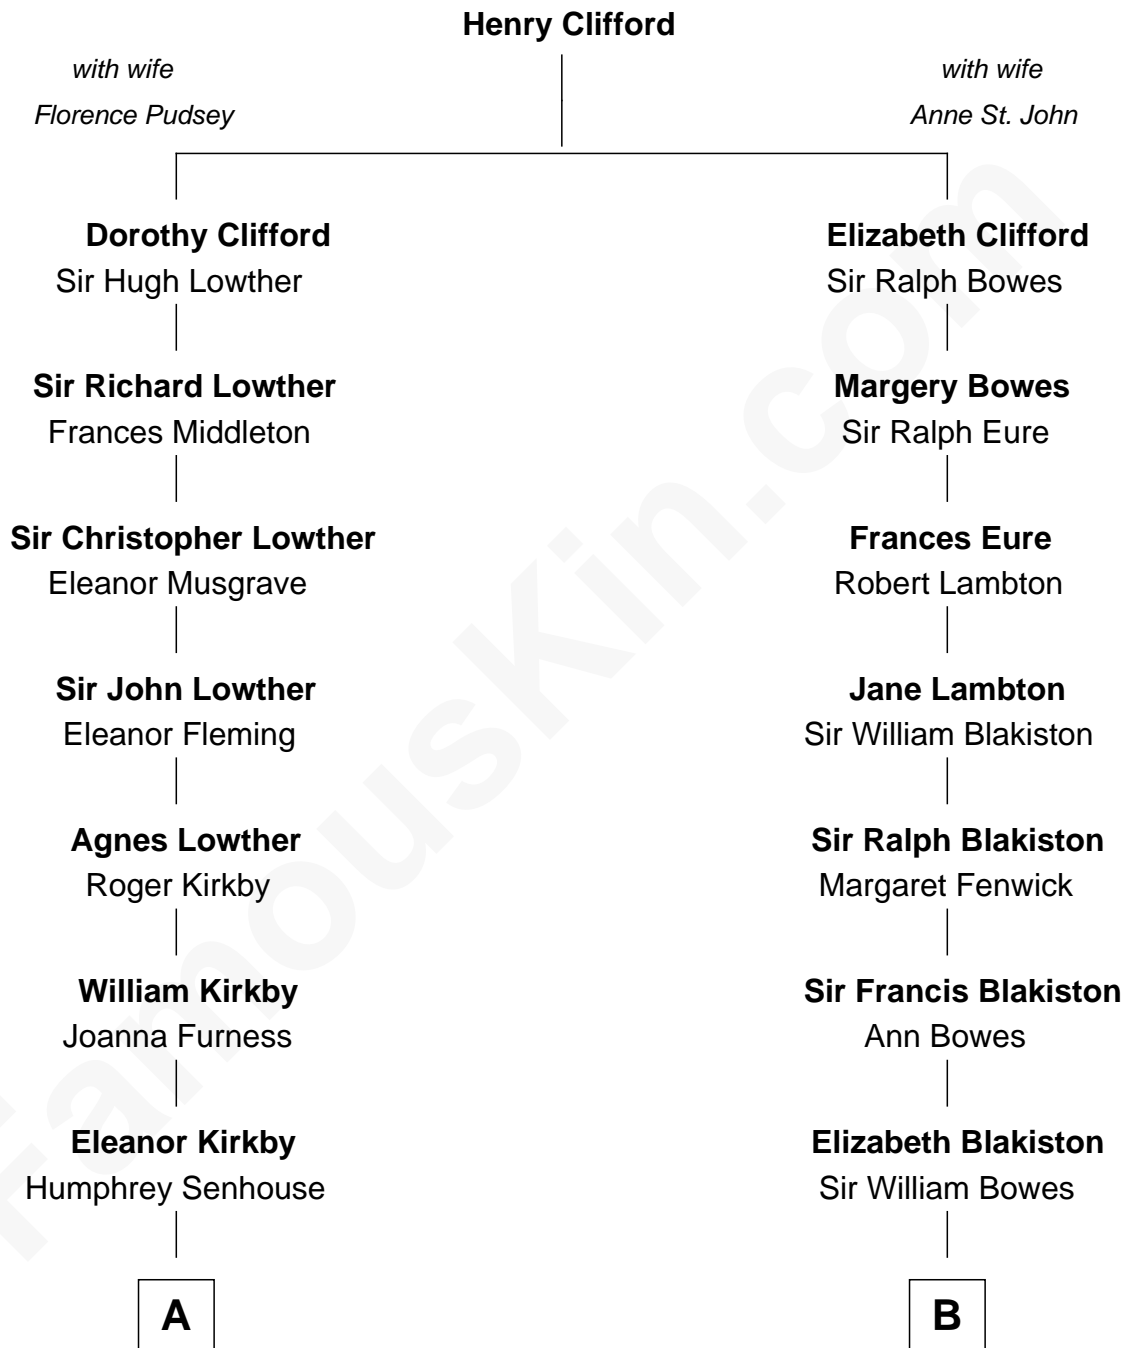 Henry Clifford
with wife
Florence Pudsey
with wife
Anne St. John
Dorothy Clifford
Sir Hugh Lowther
Elizabeth Clifford
Sir Ralph Bowes
Sir Richard Lowther
Frances Middleton
Margery Bowes
Sir Ralph Eure
Sir Christopher Lowther
Eleanor Musgrave
Frances Eure
Robert Lambton
Sir John Lowther
Eleanor Fleming
Jane Lambton
Sir William Blakiston
Agnes Lowther
Roger Kirkby
Sir Ralph Blakiston
Margaret Fenwick
William Kirkby
Joanna Furness
Sir Francis Blakiston
Ann Bowes
Eleanor Kirkby
Humphrey Senhouse
Elizabeth Blakiston
Sir William Bowes
A
B
FamousKin.com